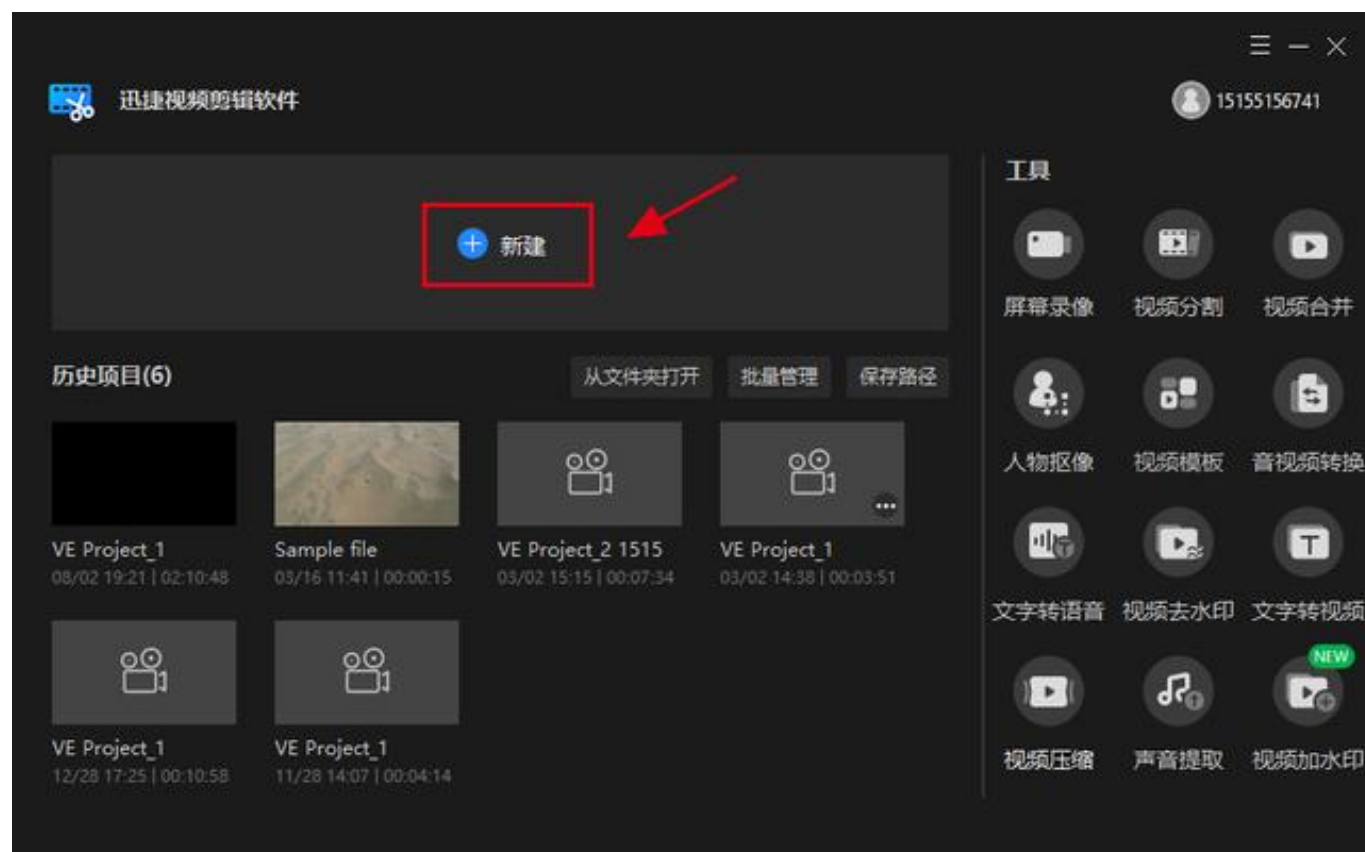 迅捷视频剪辑软件
15155156741
新建
工具
屏幕录像 视频分割 视频合并
历史项目(6) 从文件夹打开 批量管理 保存路径
人物抠像 视频模板 音视频转换
VE Project_1 Sample file VE Project_2 1515 VE Project_1
08/02 19:21 | 02:10:48 03/16 11:41 | 00:00:15 03/02 15:15 | 00:07:34 03/02 14:38 | 00:03:51
T
文字转语音 视频去水印 文字转视频
NEW
VE Project_1 VE Project_1
12/28 17:25 | 00:10:58 11/28 14:07 | 00:04:14
视频压缩 声音提取 视频加水印